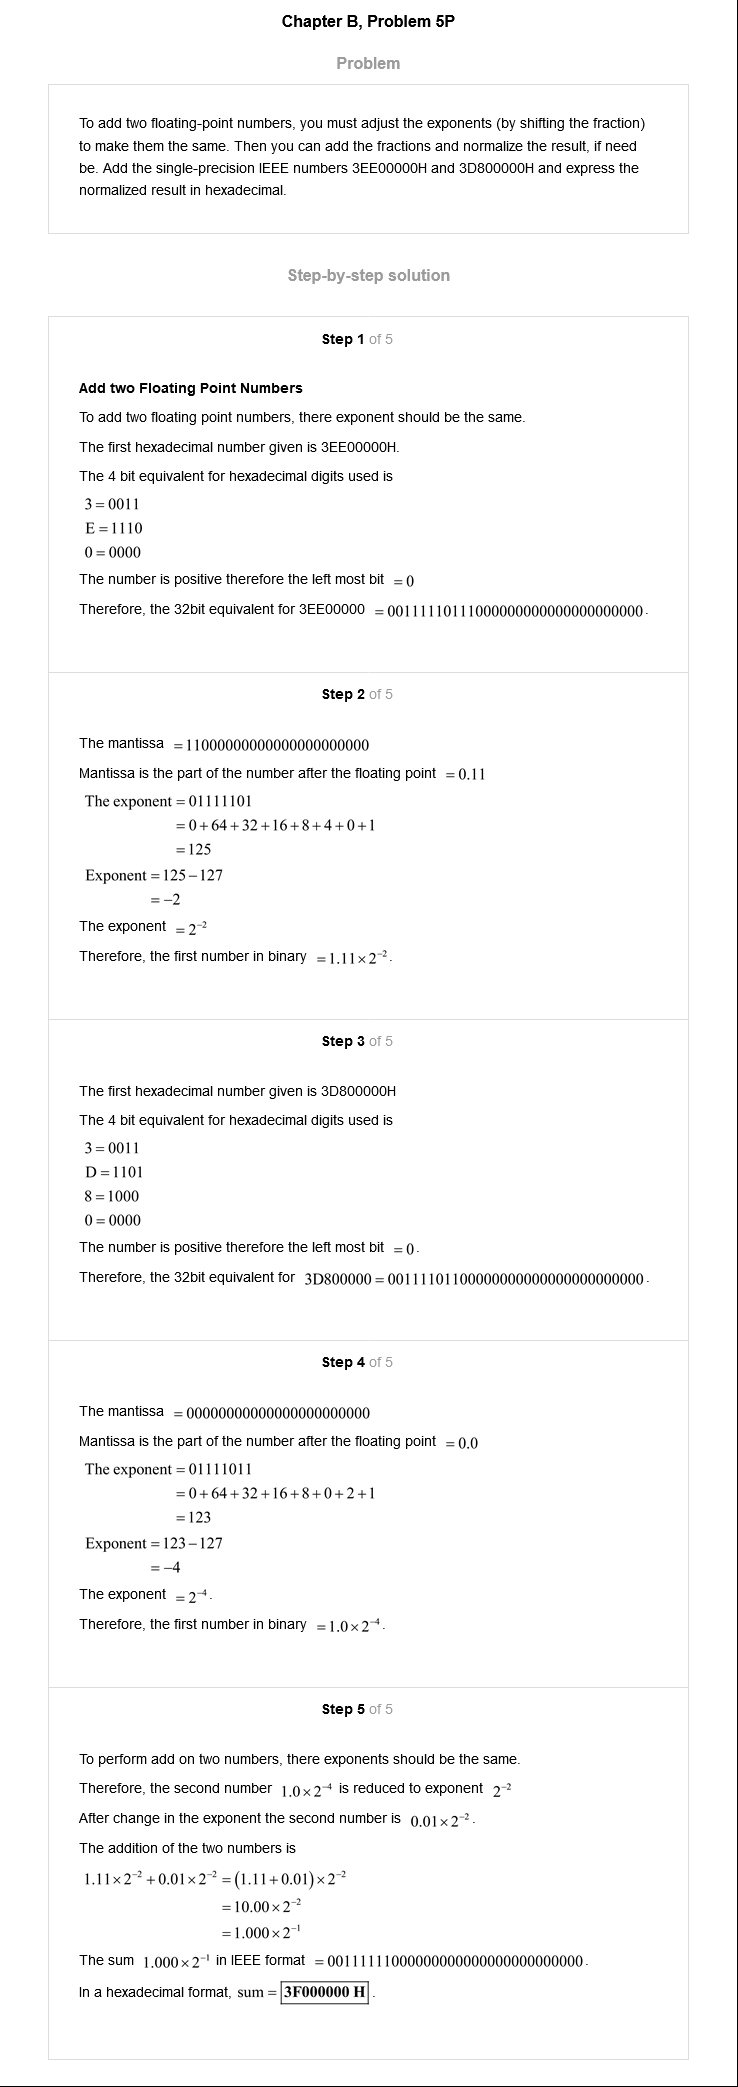 Chapter B, Problem 5P
Problem
To add two floating-point numbers, you must adjust the exponents (by shifting the fraction)
to make them the same. Then you can add the fractions and normalize the result, if need
be. Add the single-precision IEEE numbers 3EE00000H and 3D800000H and express the
normalized result in hexadecimal.
Step-by-step solution
Step 1 of 5
Add two Floating Point Numbers
To add two floating point numbers, there exponent should be the same.
The first hexadecimal number given is 3EE00000H.
The 4 bit equivalent for hexadecimal digits used is
3 = 0011
E = 1110
0 = 0000
The number is positive therefore the left most bit = 0
Therefore, the 32bit equivalent for 3EE00000 = 00111110111000000000000000000000.
Step 2 of 5
The mantissa = 11000000000000000000000
Mantissa is the part of the number after the floating point = 0.11
The exponent = 01111101
= 0 + 64 + 32 + 16 + 8 + 4 + 0 + 1
= 125
Exponent = 125 − 127
= −2
The exponent = 2⁻²
Therefore, the first number in binary = 1.11 × 2⁻².
Step 3 of 5
The first hexadecimal number given is 3D800000H
The 4 bit equivalent for hexadecimal digits used is
3 = 0011
D = 1101
8 = 1000
0 = 0000
The number is positive therefore the left most bit = 0.
Therefore, the 32bit equivalent for 3D800000 = 00111101100000000000000000000000.
Step 4 of 5
The mantissa = 00000000000000000000000
Mantissa is the part of the number after the floating point = 0.0
The exponent = 01111011
= 0 + 64 + 32 + 16 + 8 + 0 + 2 + 1
= 123
Exponent = 123 − 127
= −4
The exponent = 2⁻⁴.
Therefore, the first number in binary = 1.0 × 2⁻⁴.
Step 5 of 5
To perform add on two numbers, there exponents should be the same.
Therefore, the second number 1.0 × 2⁻⁴ is reduced to exponent 2⁻²
After change in the exponent the second number is 0.01 × 2⁻².
The addition of the two numbers is
1.11 × 2⁻² + 0.01 × 2⁻² = (1.11 + 0.01) × 2⁻²
= 10.00 × 2⁻²
= 1.000 × 2⁻¹
The sum 1.000 × 2⁻¹ in IEEE format = 00111111100000000000000000000000.
In a hexadecimal format, sum = 3F000000 H.